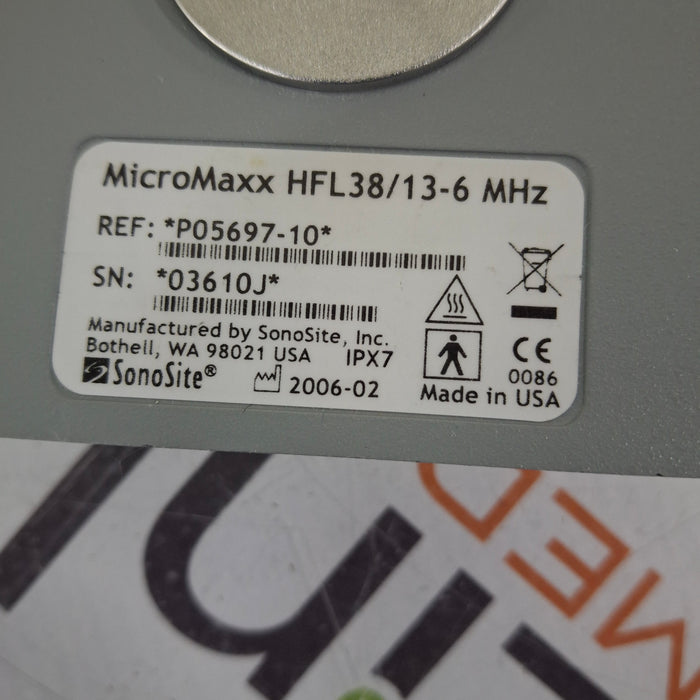 MicroMaxx HFL38/13-6 MHz
REF: *P05697-10*
SN: *03610J*
Manufactured by SonoSite, Inc.
Bothell, WA 98021 USA IPX7
SonoSite® 2006-02
CE
0086
Made in USA
MED